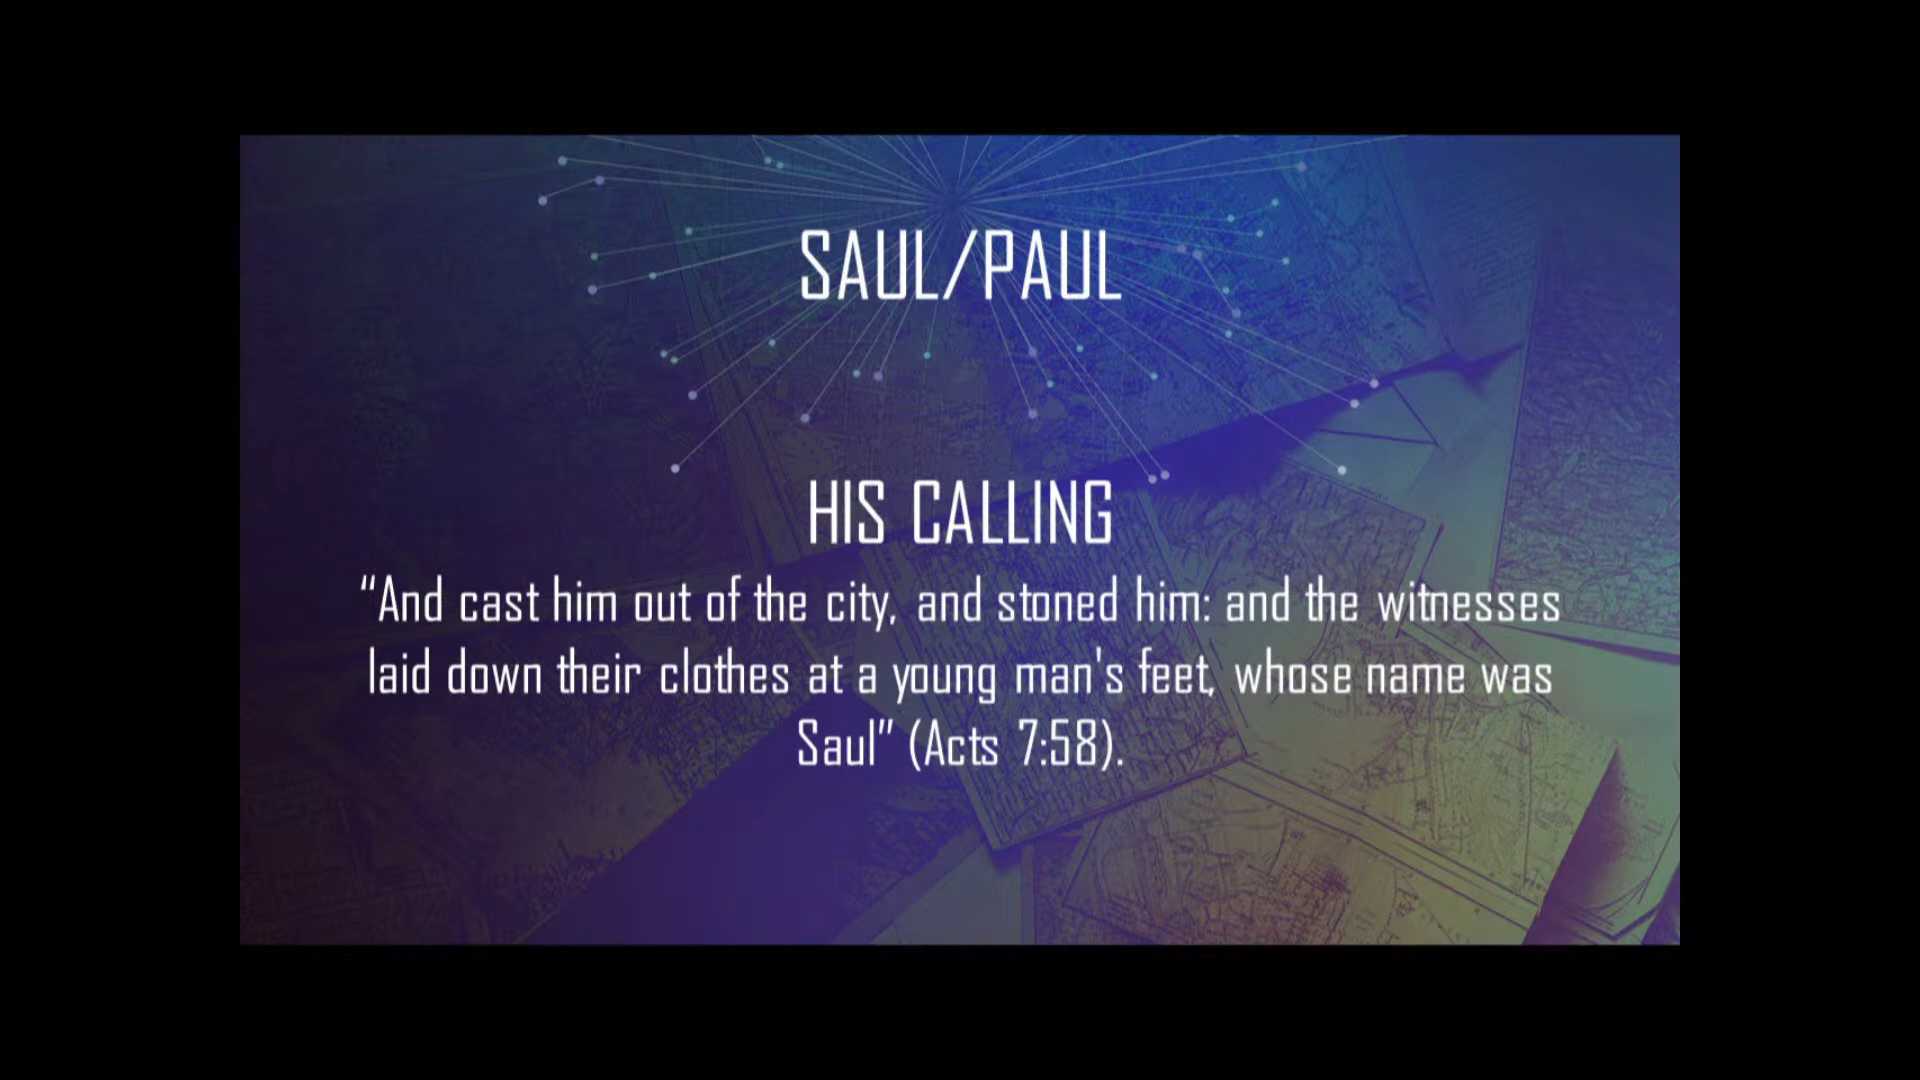 SAUL/PAUL
HIS CALLING
“And cast him out of the city, and stoned him: and the witnesses
laid down their clothes at a young man's feet, whose name was
Saul” (Acts 7:58).